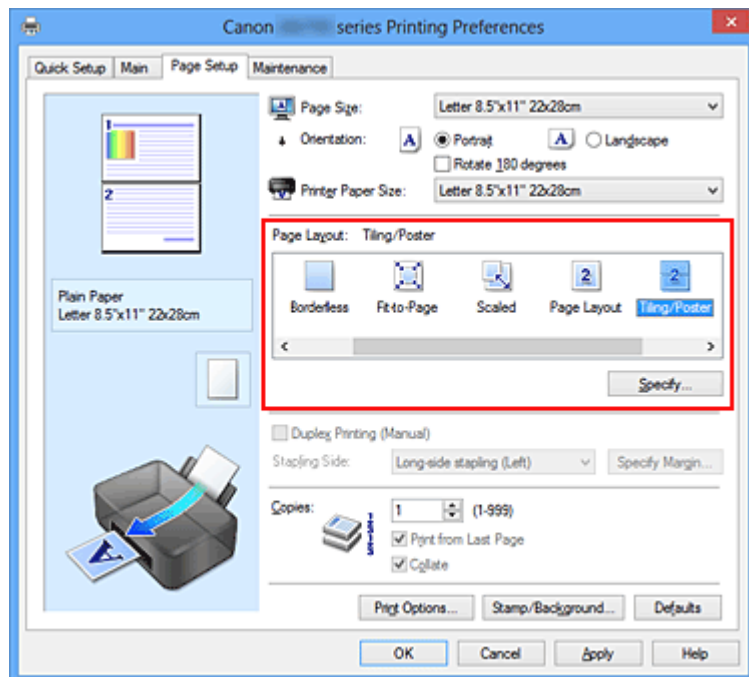 Canon series Printing Preferences
Quick Setup Main Page Setup Maintenance
1
2
Plain Paper
Letter 8.5"x11" 22x28cm
Page Size: Letter 8.5"x11" 22x28cm
Orientation: A Portrait A Landscape
Rotate 180 degrees
Printer Paper Size: Letter 8.5"x11" 22x28cm
Page Layout: Tiling/Poster
2 2
Borderless Fit-to-Page Scaled Page Layout Tiling/Poster
Specify...
Duplex Printing (Manual)
Stapling Side: Long-side stapling (Left) Specify Margin...
Copies: 1 (1-999)
Print from Last Page
Collate
A
Print Options... Stamp/Background... Defaults
OK Cancel Apply Help